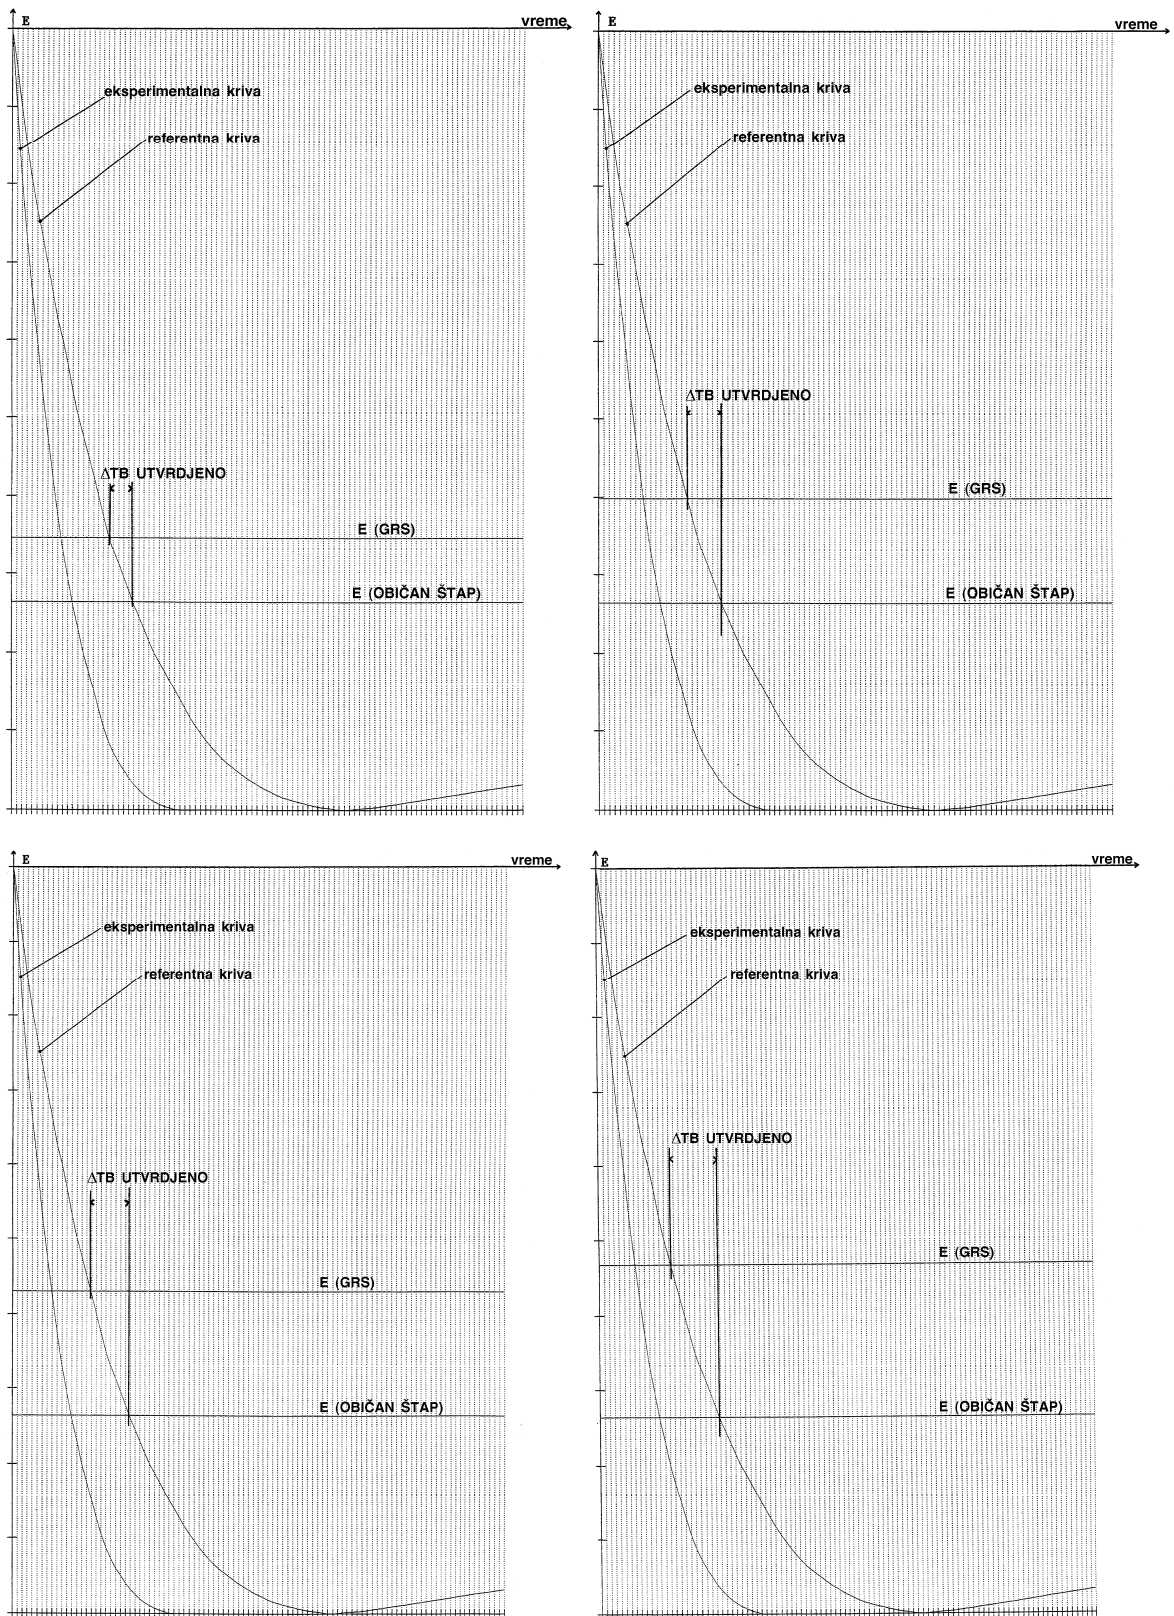 E
vreme
eksperimentalna kriva
referentna kriva
ΔTB UTVRDJENO
E (GRS)
E (OBIČAN ŠTAP)
E
vreme
eksperimentalna kriva
referentna kriva
ΔTB UTVRDJENO
E (GRS)
E (OBIČAN ŠTAP)
E
vreme
eksperimentalna kriva
referentna kriva
ΔTB UTVRDJENO
E (GRS)
E (OBIČAN ŠTAP)
E
vreme
eksperimentalna kriva
referentna kriva
ΔTB UTVRDJENO
E (GRS)
E (OBIČAN ŠTAP)